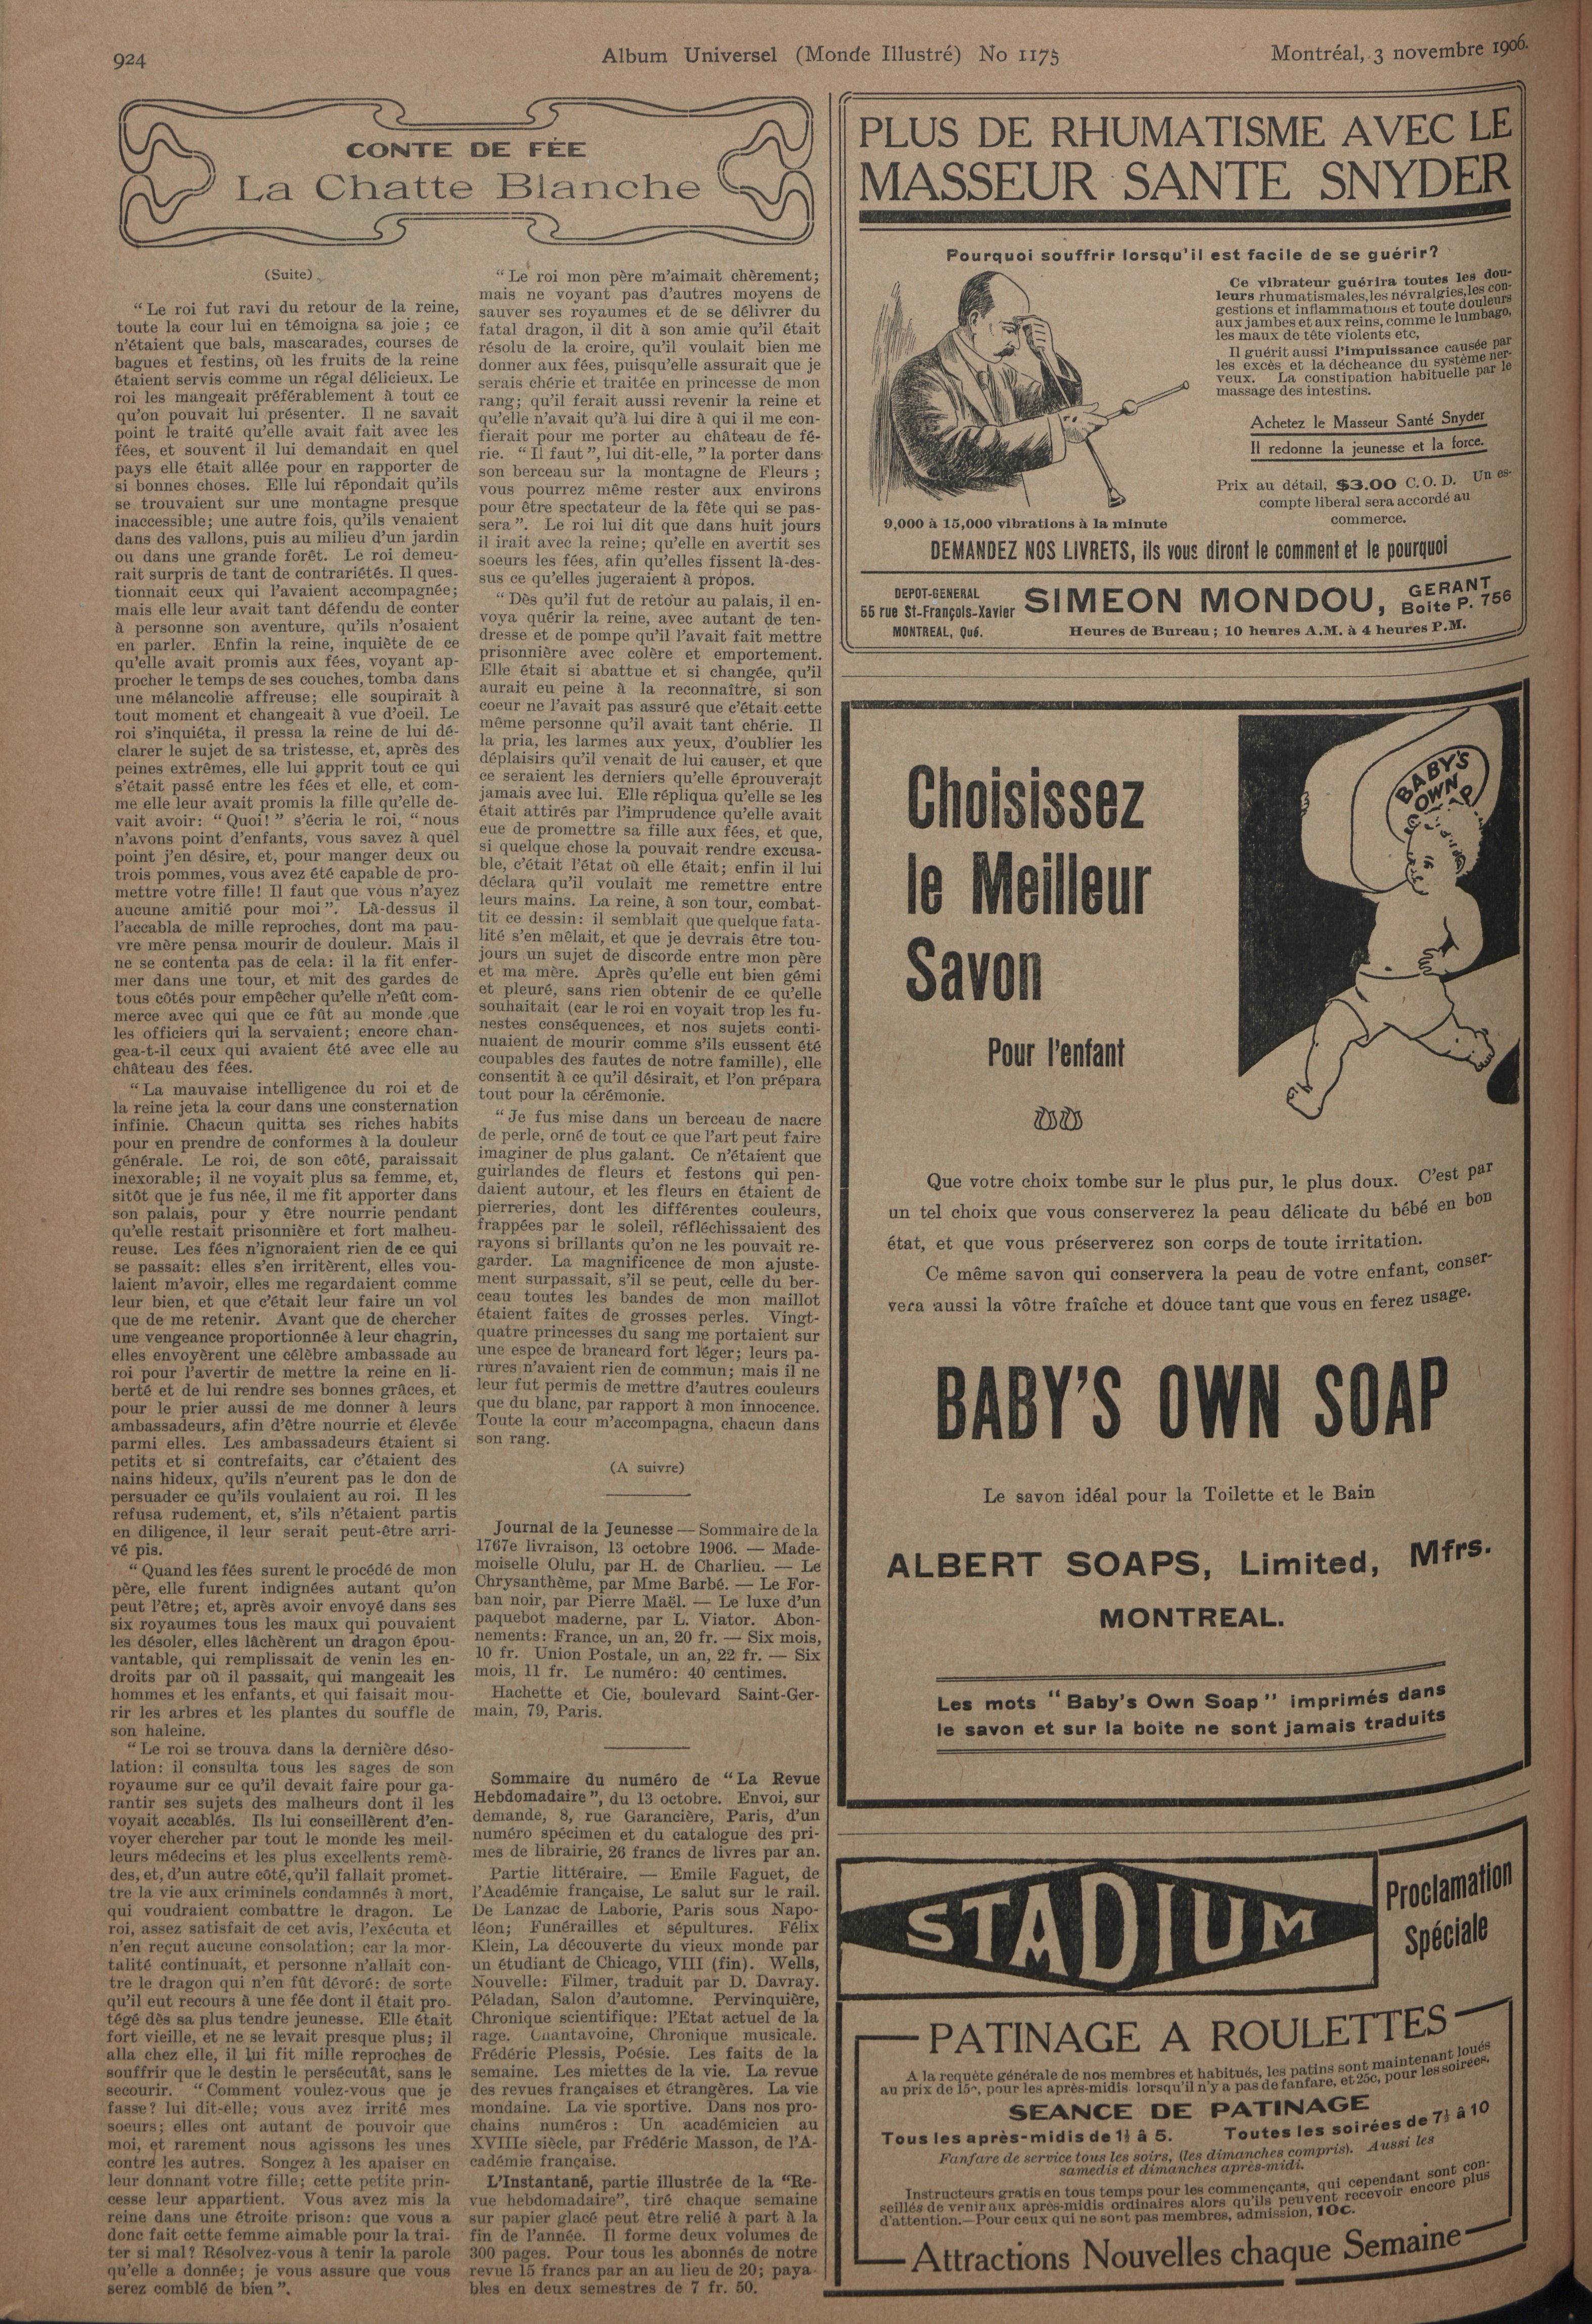 924
Album Universel (Monde Illustré) No 1175
Montréal, 3 novembre 1906.
CONTE DE FÉE
La Chatte Blanche
(Suite)
“ Le roi fut ravi du retour de la reine,
toute la cour lui en témoigna sa joie ; ce
n'étaient que bals, mascarades, courses de
bagues et festins, où les fruits de la reine
étaient servis comme un régal délicieux. Le
roi les mangeait préférablement à tout ce
qu'on pouvait lui présenter. Il ne savait
point le traité qu'elle avait fait avec les
fées, et souvent il lui demandait en quel
pays elle était allée pour en rapporter de
si bonnes choses. Elle lui répondait qu'ils
se trouvaient sur une montagne presque
inaccessible; une autre fois, qu'ils venaient
dans des vallons, puis au milieu d'un jardin
ou dans une grande forêt. Le roi demeu-
rait surpris de tant de contrariétés. Il ques-
tionnait ceux qui l'avaient accompagnée;
mais elle leur avait tant défendu de conter
à personne son aventure, qu'ils n'osaient
en parler. Enfin la reine, inquiète de ce
qu'elle avait promis aux fées, voyant ap-
procher le temps de ses couches, tomba dans
une mélancolie affreuse; elle soupirait à
tout moment et changeait à vue d'oeil. Le
roi s'inquiéta, il pressa la reine de lui dé-
clarer le sujet de sa tristesse, et, après des
peines extrêmes, elle lui apprit tout ce qui
s'était passé entre les fées et elle, et com-
me elle leur avait promis la fille qu'elle de-
vait avoir: “ Quoi! ” s'écria le roi, “ nous
n'avons point d'enfants, vous savez à quel
point j'en désire, et, pour manger deux ou
trois pommes, vous avez été capable de pro-
mettre votre fille! Il faut que vous n'ayez
aucune amitié pour moi ”. Là-dessus il
l'accabla de mille reproches, dont ma pau-
vre mère pensa mourir de douleur. Mais il
ne se contenta pas de cela: il la fit enfer-
mer dans une tour, et mit des gardes de
tous côtés pour empêcher qu'elle n'eût com-
merce avec qui que ce fût au monde que
les officiers qui la servaient; encore chan-
gea-t-il ceux qui avaient été avec elle au
château des fées.
“ La mauvaise intelligence du roi et de
la reine jeta la cour dans une consternation
infinie. Chacun quitta ses riches habits
pour en prendre de conformes à la douleur
générale. Le roi, de son côté, paraissait
inexorable; il ne voyait plus sa femme, et,
sitôt que je fus née, il me fit apporter dans
son palais, pour y être nourrie pendant
qu'elle restait prisonnière et fort malheu-
reuse. Les fées n'ignoraient rien de ce qui
se passait: elles s'en irritèrent, elles vou-
laient m'avoir, elles me regardaient comme
leur bien, et que c'était leur faire un vol
que de me retenir. Avant que de chercher
une vengeance proportionnée à leur chagrin,
elles envoyèrent une célèbre ambassade au
roi pour l'avertir de mettre la reine en li-
berté et de lui rendre ses bonnes grâces, et
pour le prier aussi de me donner à leurs
ambassadeurs, afin d'être nourrie et élevée
parmi elles. Les ambassadeurs étaient si
petits et si contrefaits, car c'étaient des
nains hideux, qu'ils n'eurent pas le don de
persuader ce qu'ils voulaient au roi. Il les
refusa rudement, et, s'ils n'étaient partis
en diligence, il leur serait peut-être arri-
vé pis.
“ Quand les fées surent le procédé de mon
père, elle furent indignées autant qu'on
peut l'être; et, après avoir envoyé dans ses
six royaumes tous les maux qui pouvaient
les désoler, elles lâchèrent un dragon épou-
vantable, qui remplissait de venin les en-
droits par où il passait, qui mangeait les
hommes et les enfants, et qui faisait mou-
rir les arbres et les plantes du souffle de
son haleine.
“ Le roi se trouva dans la dernière déso-
lation: il consulta tous les sages de son
royaume sur ce qu'il devait faire pour ga-
rantir ses sujets des malheurs dont il les
voyait accablés. Ils lui conseillèrent d'en-
voyer chercher par tout le monde les meil-
leurs médecins et les plus excellents remè-
des, et, d'un autre côté, qu'il fallait promet-
tre la vie aux criminels condamnés à mort,
qui voudraient combattre le dragon. Le
roi, assez satisfait de cet avis, l'exécuta et
n'en reçut aucune consolation; car la mor-
talité continuait, et personne n'allait con-
tre le dragon qui n'en fût dévoré: de sorte
qu'il eut recours à une fée dont il était pro-
tégé dès sa plus tendre jeunesse. Elle était
fort vieille, et ne se levait presque plus; il
alla chez elle, il lui fit mille reproches de
souffrir que le destin le persécutât, sans le
secourir. “ Comment voulez-vous que je
fasse? lui dit-elle; vous avez irrité mes
soeurs; elles ont autant de pouvoir que
moi, et rarement nous agissons les unes
contre les autres. Songez à les apaiser en
leur donnant votre fille; cette petite prin-
cesse leur appartient. Vous avez mis la
reine dans une étroite prison: que vous a
donc fait cette femme aimable pour la trai-
ter si mal? Résolvez-vous à tenir la parole
qu'elle a donnée; je vous assure que vous
serez comblé de bien ”.
“ Le roi mon père m'aimait chèrement;
mais ne voyant pas d'autres moyens de
sauver ses royaumes et de se délivrer du
fatal dragon, il dit à son amie qu'il était
résolu de la croire, qu'il voulait bien me
donner aux fées, puisqu'elle assurait que je
serais chérie et traitée en princesse de mon
rang; qu'il ferait aussi revenir la reine et
qu'elle n'avait qu'à lui dire à qui il me con-
fierait pour me porter au château de fé-
rie. “ Il faut ”, lui dit-elle, ” la porter dans
son berceau sur la montagne de Fleurs ;
vous pourrez même rester aux environs
pour être spectateur de la fête qui se pas-
sera ”. Le roi lui dit que dans huit jours
il irait avec la reine; qu'elle en avertit ses
soeurs les fées, afin qu'elles fissent là-des-
sus ce qu'elles jugeraient à propos.
“ Dès qu'il fut de retour au palais, il en-
voya quérir la reine, avec autant de ten-
dresse et de pompe qu'il l'avait fait mettre
prisonnière avec colère et emportement.
Elle était si abattue et si changée, qu'il
aurait eu peine à la reconnaître, si son
coeur ne l'avait pas assuré que c'était cette
même personne qu'il avait tant chérie. Il
la pria, les larmes aux yeux, d'oublier les
déplaisirs qu'il venait de lui causer, et que
ce seraient les derniers qu'elle éprouverait
jamais avec lui. Elle répliqua qu'elle se les
était attirés par l'imprudence qu'elle avait
eue de promettre sa fille aux fées, et que,
si quelque chose la pouvait rendre excusa-
ble, c'était l'état où elle était; enfin il lui
déclara qu'il voulait me remettre entre
leurs mains. La reine, à son tour, combat-
tit ce dessin: il semblait que quelque fata-
lité s'en mêlait, et que je devrais être tou-
jours un sujet de discorde entre mon père
et ma mère. Après qu'elle eut bien gémi
et pleuré, sans rien obtenir de ce qu'elle
souhaitait (car le roi en voyait trop les fu-
nestes conséquences, et nos sujets conti-
nuaient de mourir comme s'ils eussent été
coupables des fautes de notre famille), elle
consentit à ce qu'il désirait, et l'on prépara
tout pour la cérémonie.
“ Je fus mise dans un berceau de nacre
de perle, orné de tout ce que l'art peut faire
imaginer de plus galant. Ce n'étaient que
guirlandes de fleurs et festons qui pen-
daient autour, et les fleurs en étaient de
pierreries, dont les différentes couleurs,
frappées par le soleil, réfléchissaient des
rayons si brillants qu'on ne les pouvait re-
garder. La magnificence de mon ajuste-
ment surpassait, s'il se peut, celle du ber-
ceau toutes les bandes de mon maillot
étaient faites de grosses perles. Vingt-
quatre princesses du sang me portaient sur
une espce de brancard fort léger; leurs pa-
rures n'avaient rien de commun; mais il ne
leur fut permis de mettre d'autres couleurs
que du blanc, par rapport à mon innocence.
Toute la cour m'accompagna, chacun dans
son rang.
(A suivre)
Journal de la Jeunesse — Sommaire de la
1767e livraison, 13 octobre 1906. — Made-
moiselle Olulu, par H. de Charlieu. — Le
Chrysanthème, par Mme Barbé. — Le For-
ban noir, par Pierre Maël. — Le luxe d'un
paquebot maderne, par L. Viator. Abon-
nements: France, un an, 20 fr. — Six mois,
10 fr. Union Postale, un an, 22 fr. — Six
mois, 11 fr. Le numéro: 40 centimes.
Hachette et Cie, boulevard Saint-Ger-
main, 79, Paris.
Sommaire du numéro de “ La Revue
Hebdomadaire ”, du 13 octobre. Envoi, sur
demande, 8, rue Garancière, Paris, d'un
numéro spécimen et du catalogue des pri-
mes de librairie, 26 francs de livres par an.
Partie littéraire. — Emile Faguet, de
l'Académie française, Le salut sur le rail.
De Lanzac de Laborie, Paris sous Napo-
léon; Funérailles et sépultures. Félix
Klein, La découverte du vieux monde par
un étudiant de Chicago, VIII (fin). Wells,
Nouvelle: Filmer, traduit par D. Davray.
Péladan, Salon d'automne. Pervinquière,
Chronique scientifique: l'Etat actuel de la
rage. Chantavoine, Chronique musicale.
Frédéric Plessis, Poésie. Les faits de la
semaine. Les miettes de la vie. La revue
des revues françaises et étrangères. La vie
mondaine. La vie sportive. Dans nos pro-
chains numéros : Un académicien au
XVIIIe siècle, par Frédéric Masson, de l'A-
cadémie française.
L'Instantané, partie illustrée de la “Re-
vue hebdomadaire”, tiré chaque semaine
sur papier glacé peut être relié à part à la
fin de l'année. Il forme deux volumes de
300 pages. Pour tous les abonnés de notre
revue 15 francs par an au lieu de 20; paya-
bles en deux semestres de 7 fr. 50.
PLUS DE RHUMATISME AVEC LE
MASSEUR SANTE SNYDER
Pourquoi souffrir lorsqu'il est facile de se guérir?
Ce vibrateur guérira toutes les dou-
leurs rhumatismales, les névralgies, les con-
gestions et inflammations et toute douleurs
aux jambes et aux reins, comme le lumbago,
les maux de tête violents etc,
Il guérit aussi l'impuissance causée par
les excès et la décheance du système ner-
veux. La constipation habituelle par le
massage des intestins.
Achetez le Masseur Santé Snyder
Il redonne la jeunesse et la force.
Prix au détail, $3.00 C. O. D. Un es-
compte liberal sera accordé au
commerce.
9,000 à 15,000 vibrations à la minute
DEMANDEZ NOS LIVRETS, ils vous diront le comment et le pourquoi
DEPOT-GENERAL
55 rue St-François-Xavier
MONTREAL, Qué.
SIMEON MONDOU,
GERANT
Boite P. 756
Heures de Bureau ; 10 heures A.M. à 4 heures P.M.
BABY'S
OWN
Choisissez
le Meilleur
Savon
Pour l'enfant
Que votre choix tombe sur le plus pur, le plus doux. C'est par
un tel choix que vous conserverez la peau délicate du bébé en bon
état, et que vous préserverez son corps de toute irritation.
Ce même savon qui conservera la peau de votre enfant, conser-
vera aussi la vôtre fraîche et douce tant que vous en ferez usage.
BABY'S OWN SOAP
Le savon idéal pour la Toilette et le Bain
ALBERT SOAPS, Limited, Mfrs.
MONTREAL.
Les mots “ Baby's Own Soap ” imprimés dans
le savon et sur la boite ne sont jamais traduits
STADIUM
Proclamation
Spéciale
PATINAGE A ROULETTES
A la requète générale de nos membres et habitués, les patins sont maintenant loués
au prix de 15c, pour les après-midis lorsqu'il n'y a pas de fanfare, et 25c, pour les soirées.
SEANCE DE PATINAGE
Tous les après-midis de 1½ à 5. Toutes les soirées de 7½ à 10
Fanfare de service tous les soirs, (les dimanches compris). Aussi les
samedis et dimanches après-midi.
Instructeurs gratis en tous temps pour les commençants, qui cependant sont con-
seillés de venir aux après-midis ordinaires alors qu'ils peuvent recevoir encore plus
d'attention.—Pour ceux qui ne sont pas membres, admission, 10c.
Attractions Nouvelles chaque Semaine